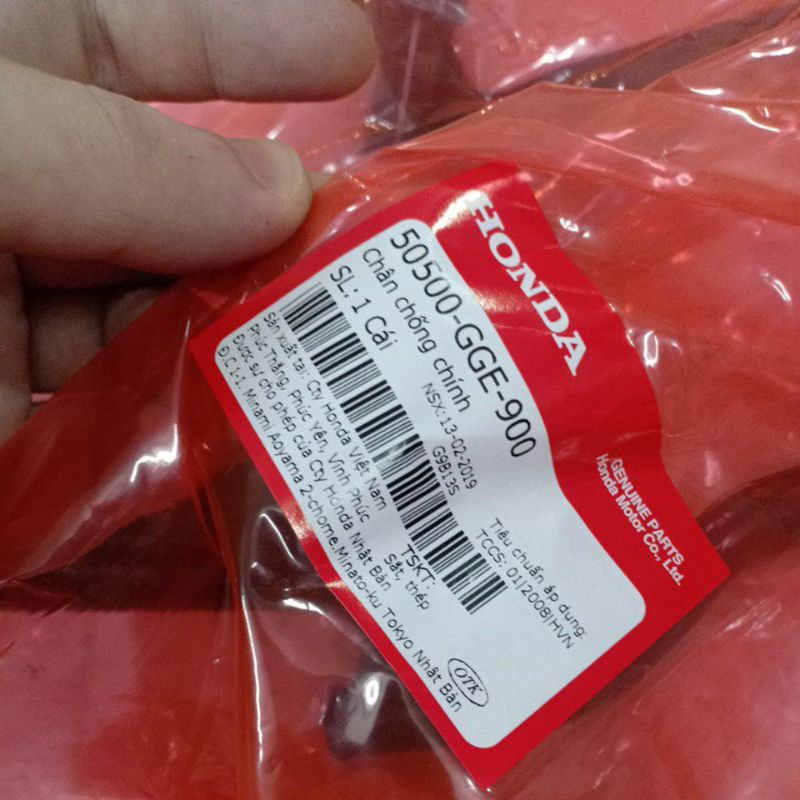 HONDA
GENUINE PARTS
Honda Motor Co., Ltd.
50500-GGE-900
Chân chống chính
SL: 1 Cái
NSX:13-02-2019
G9B13S
Tiêu chuẩn áp dụng:
TCCS: 01/2008/HVN
Sản xuất tại: Cty Honda Việt Nam
TSKT:
Phúc Thắng, Phúc Yên, Vĩnh Phúc
Sắt, thép
Được sự cho phép của Cty Honda Nhật Bản
Đ.C 1-1, Minami Aoyama 2-chome.Minato-ku Tokyo Nhật Bản
OTK